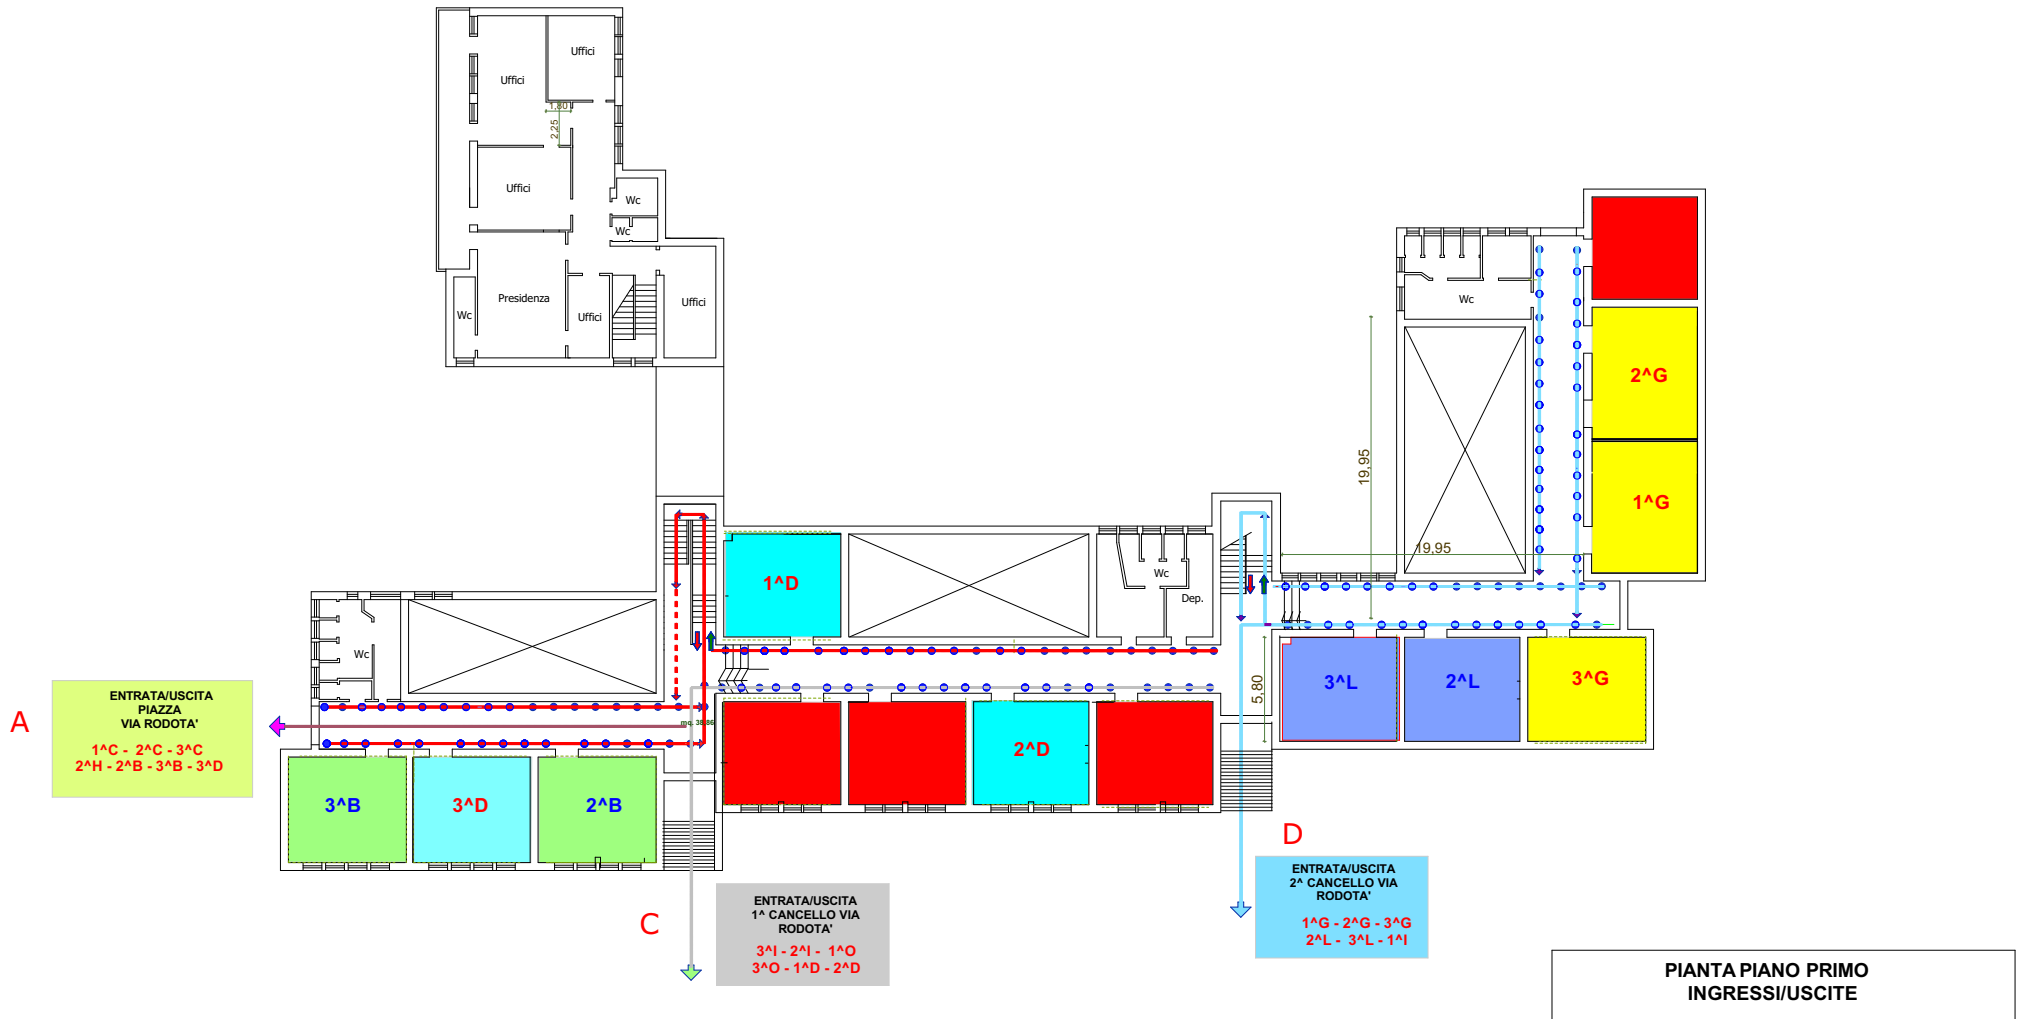 Uffici
Uffici
1,80
2,25
Uffici
Wc
Wc
Presidenza
Wc
Uffici
Uffici
Wc
2^G
19,95
1^G
19,95
1^D
Wc
Dep.
Wc
3^L
2^L
3^G
5,80
ENTRATA/USCITA
PIAZZA
VIA RODOTA'
1^C - 2^C - 3^C
2^H - 2^B - 3^B - 3^D
A
mq. 38,86
2^D
3^B
3^D
2^B
D
ENTRATA/USCITA
2^ CANCELLO VIA
RODOTA'
1^G - 2^G - 3^G
2^L - 3^L - 1^I
C
ENTRATA/USCITA
1^ CANCELLO VIA
RODOTA'
3^I - 2^I - 1^O
3^O - 1^D - 2^D
PIANTA PIANO PRIMO
INGRESSI/USCITE